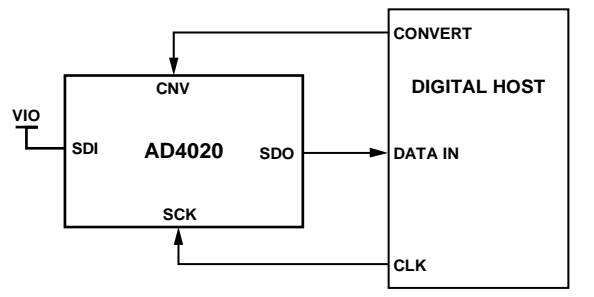 CONVERT
CNV
DIGITAL HOST
VIO
SDI
AD4020
SDO
DATA IN
SCK
CLK